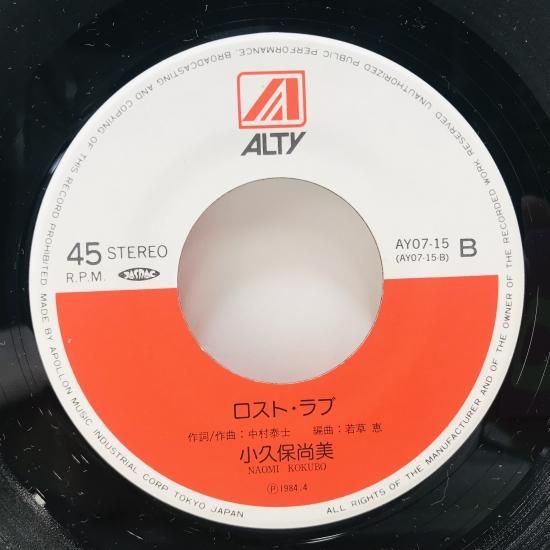 ALTY
45 STEREO
R.P.M. JASRAC
AY07-15 B
(AY07-15-B)
ロスト・ラブ
作詞/作曲:中村泰士 編曲:若草 恵
小久保尚美
NAOMI KOKUBO
Ⓟ1984.4
ALL RIGHTS OF THE MANUFACTURER AND OF THE OWNER OF THE RECORDED WORK RESERVED UNAUTHORIZED PUBLIC PERFORMANCE, BROADCASTING AND COPYING OF THIS RECORD PROHIBITED MADE BY APOLLON MUSIC INDUSTRIAL CORP TOKYO JAPAN